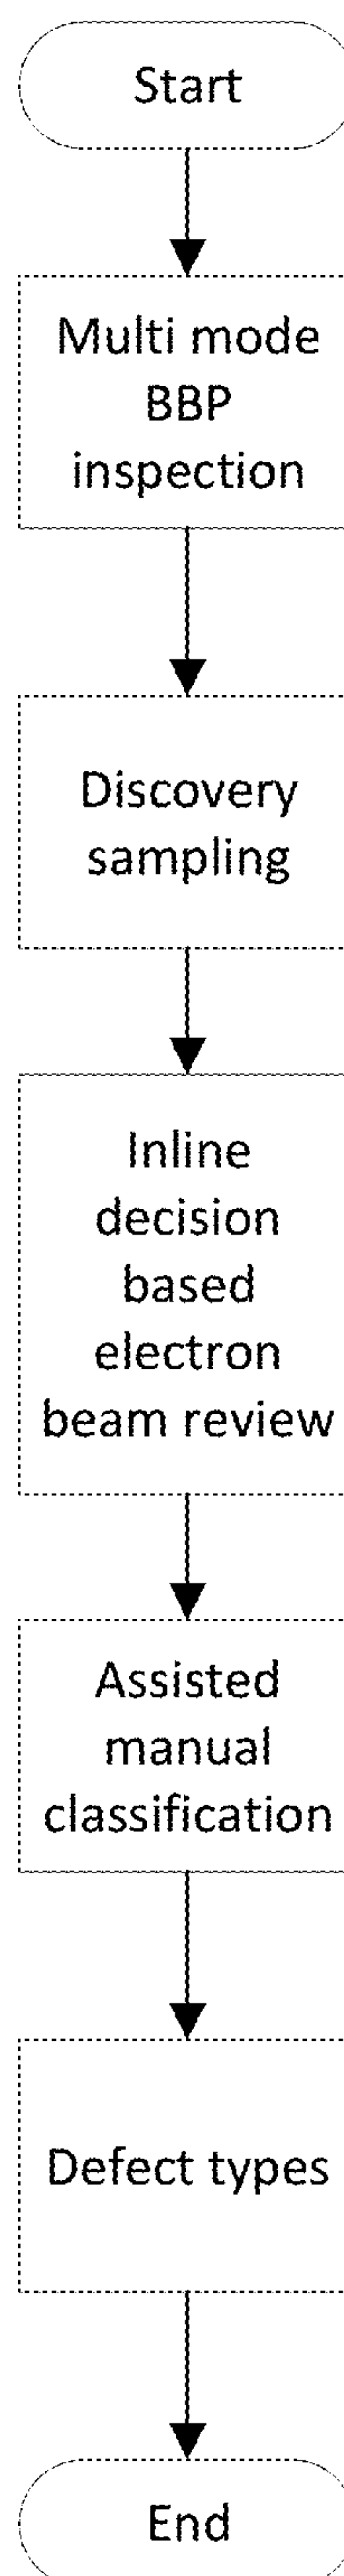 Start
Multi mode
BBP
inspection
Discovery
sampling
Inline
decision
based
electron
beam review
Assisted
manual
classification
Defect types
End